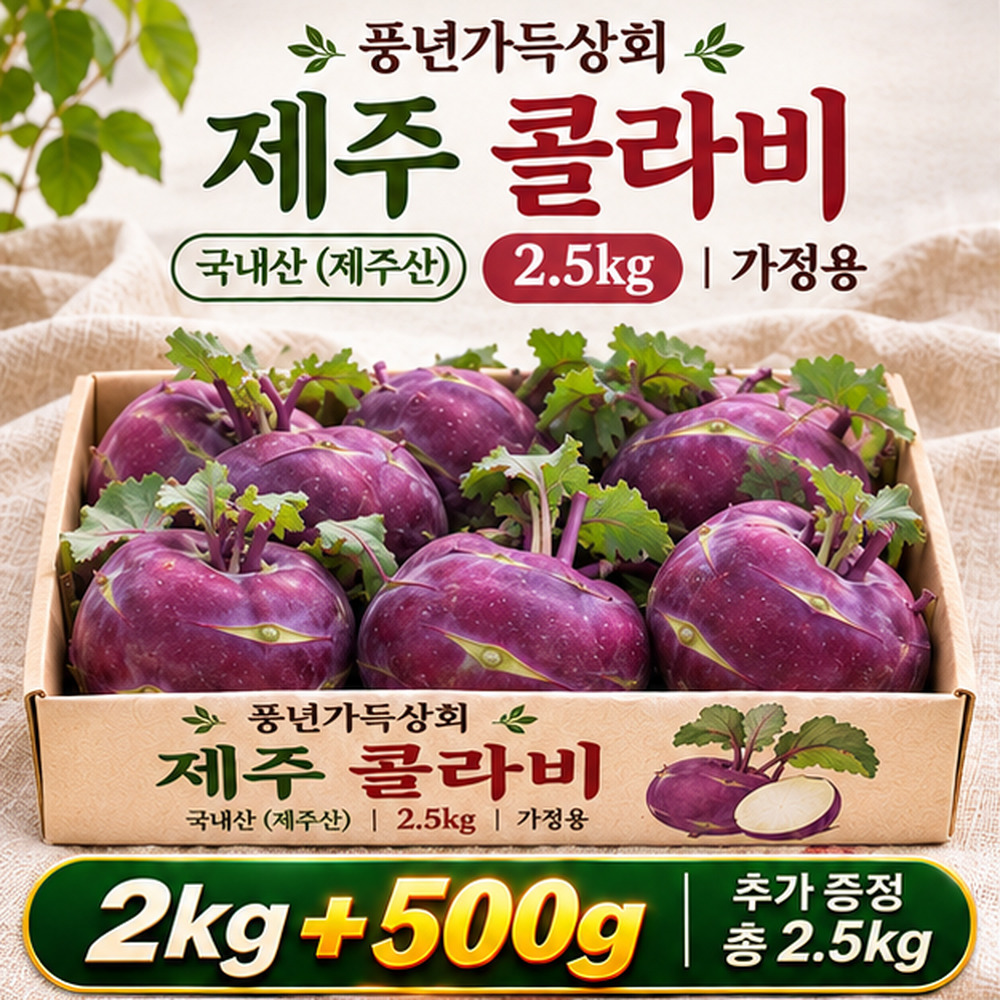 풍년가득상회
제주 콜라비
국내산 (제주산) 2.5kg | 가정용
풍년가득상회
제주 콜라비
국내산 (제주산) | 2.5kg | 가정용
2kg+500g | 추가 증정
총 2.5kg